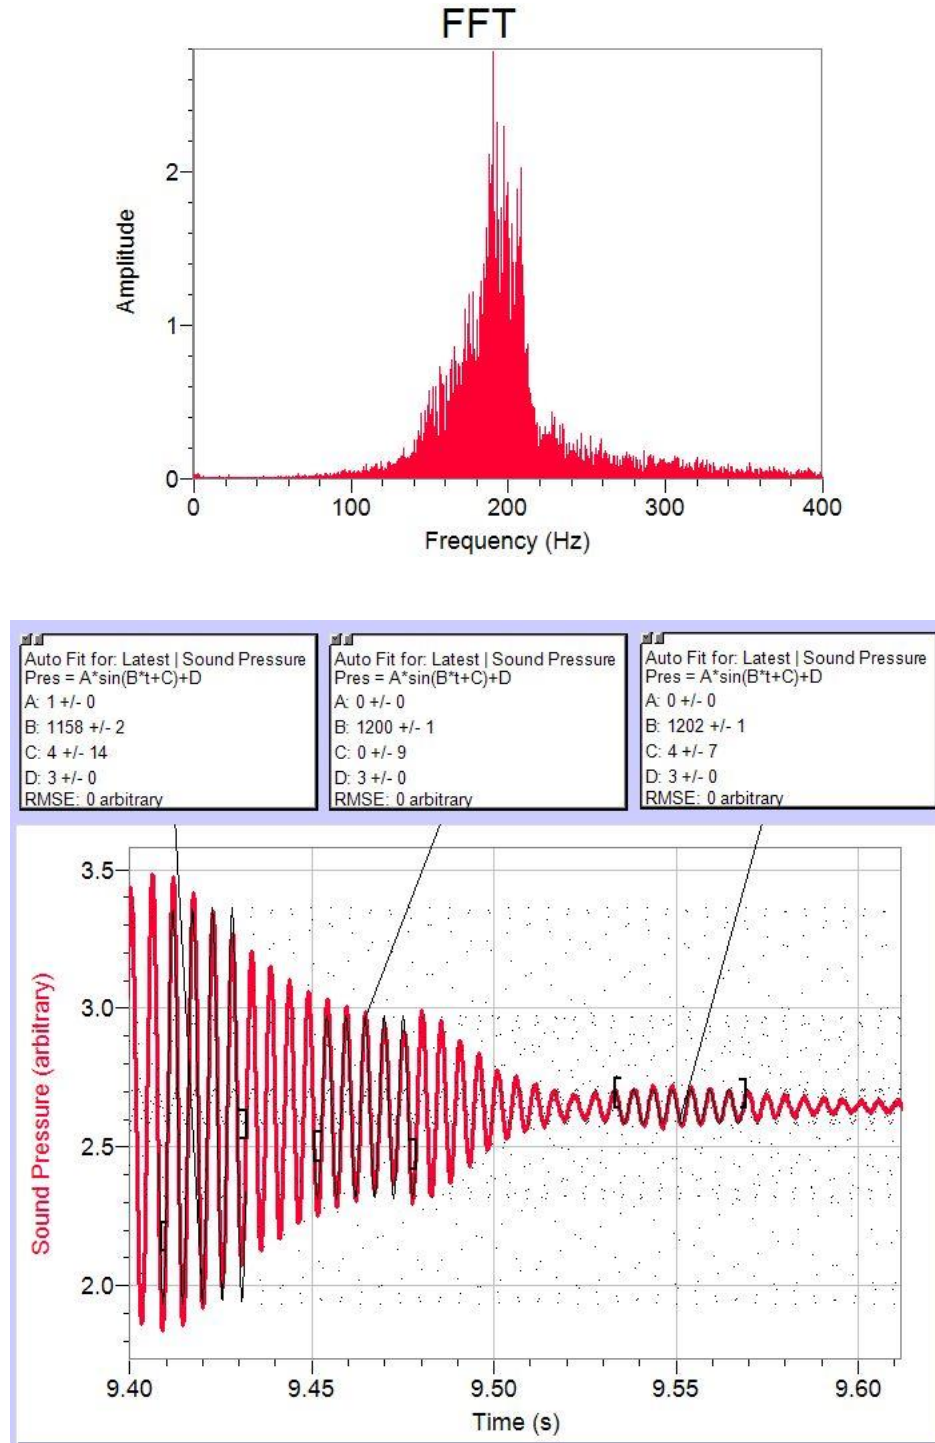 FFT
2
1
0
Amplitude
0 100 200 300 400
Frequency (Hz)
Auto Fit for: Latest | Sound Pressure
Pres = A*sin(B*t+C)+D
A: 1 +/- 0
B: 1158 +/- 2
C: 4 +/- 14
D: 3 +/- 0
RMSE: 0 arbitrary
Auto Fit for: Latest | Sound Pressure
Pres = A*sin(B*t+C)+D
A: 0 +/- 0
B: 1200 +/- 1
C: 0 +/- 9
D: 3 +/- 0
RMSE: 0 arbitrary
Auto Fit for: Latest | Sound Pressure
Pres = A*sin(B*t+C)+D
A: 0 +/- 0
B: 1202 +/- 1
C: 4 +/- 7
D: 3 +/- 0
RMSE: 0 arbitrary
3.5
3.0
2.5
2.0
Sound Pressure (arbitrary)
9.40 9.45 9.50 9.55 9.60
Time (s)